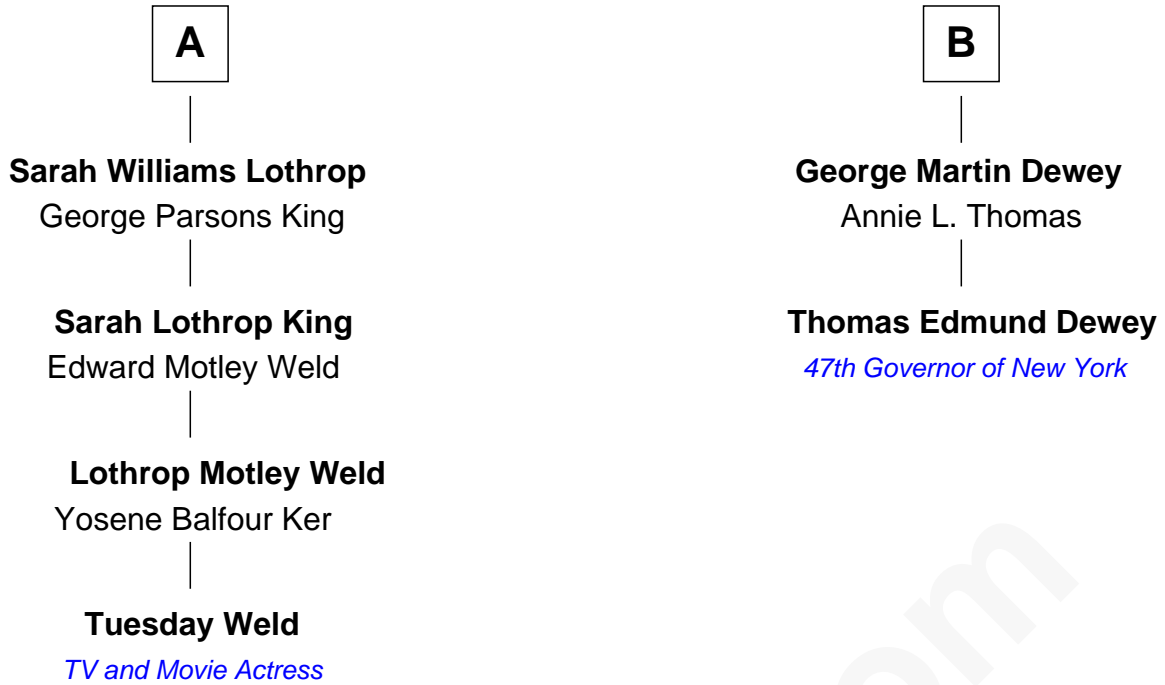 A
Sarah Williams Lothrop
George Parsons King
Sarah Lothrop King
Edward Motley Weld
Lothrop Motley Weld
Yosene Balfour Ker
Tuesday Weld
TV and Movie Actress
B
George Martin Dewey
Annie L. Thomas
Thomas Edmund Dewey
47th Governor of New York
om